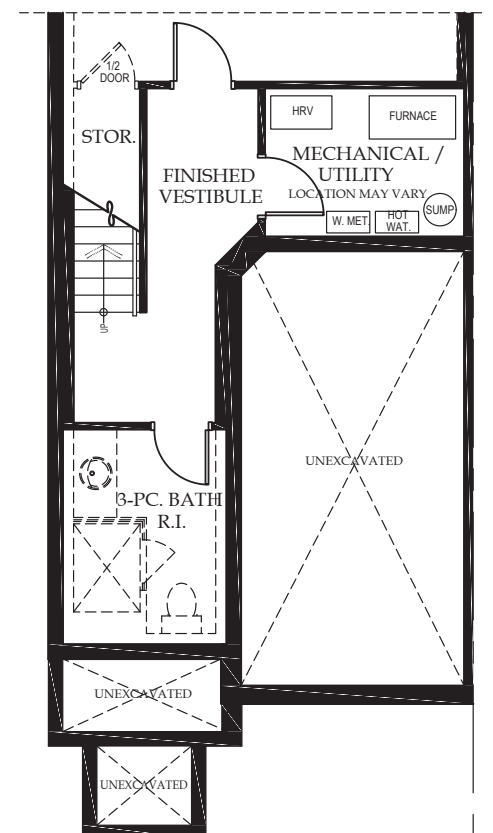 1/2
DOOR
HRV
FURNACE
STOR.
MECHANICAL /
UTILITY
LOCATION MAY VARY
FINISHED
VESTIBULE
W. MET
HOT
WAT.
SUMP
UP
UNEXCAVATED
3-PC. BATH
R.I.
UNEXCAVATED
UNEXCAVATED